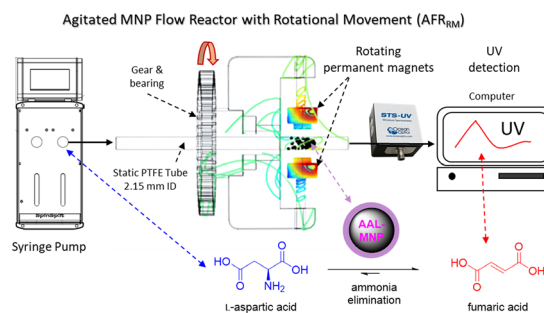 Agitated MNP Flow Reactor with Rotational Movement (AFRRM)
Gear &
bearing
Rotating
permanent magnets
UV
detection
Computer
STS-UV
UV
Static PTFE Tube
2.15 mm ID
Syringe Pump
AAL-
MNP
HO
O
O
OH
NH2
L-aspartic acid
ammonia
elimination
HO
O
O
OH
fumaric acid